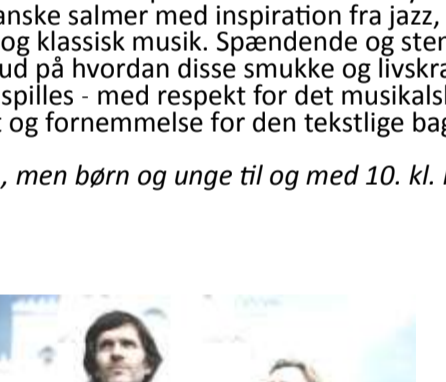 anske salmer med inspiration fra jazz,
og klassisk musik. Spændende og ster
ud på hvordan disse smukke og livskra
spilles - med respekt for det musikalsk
t og fornemmelse for den tekstlige bag
, men børn og unge til og med 10. kl.